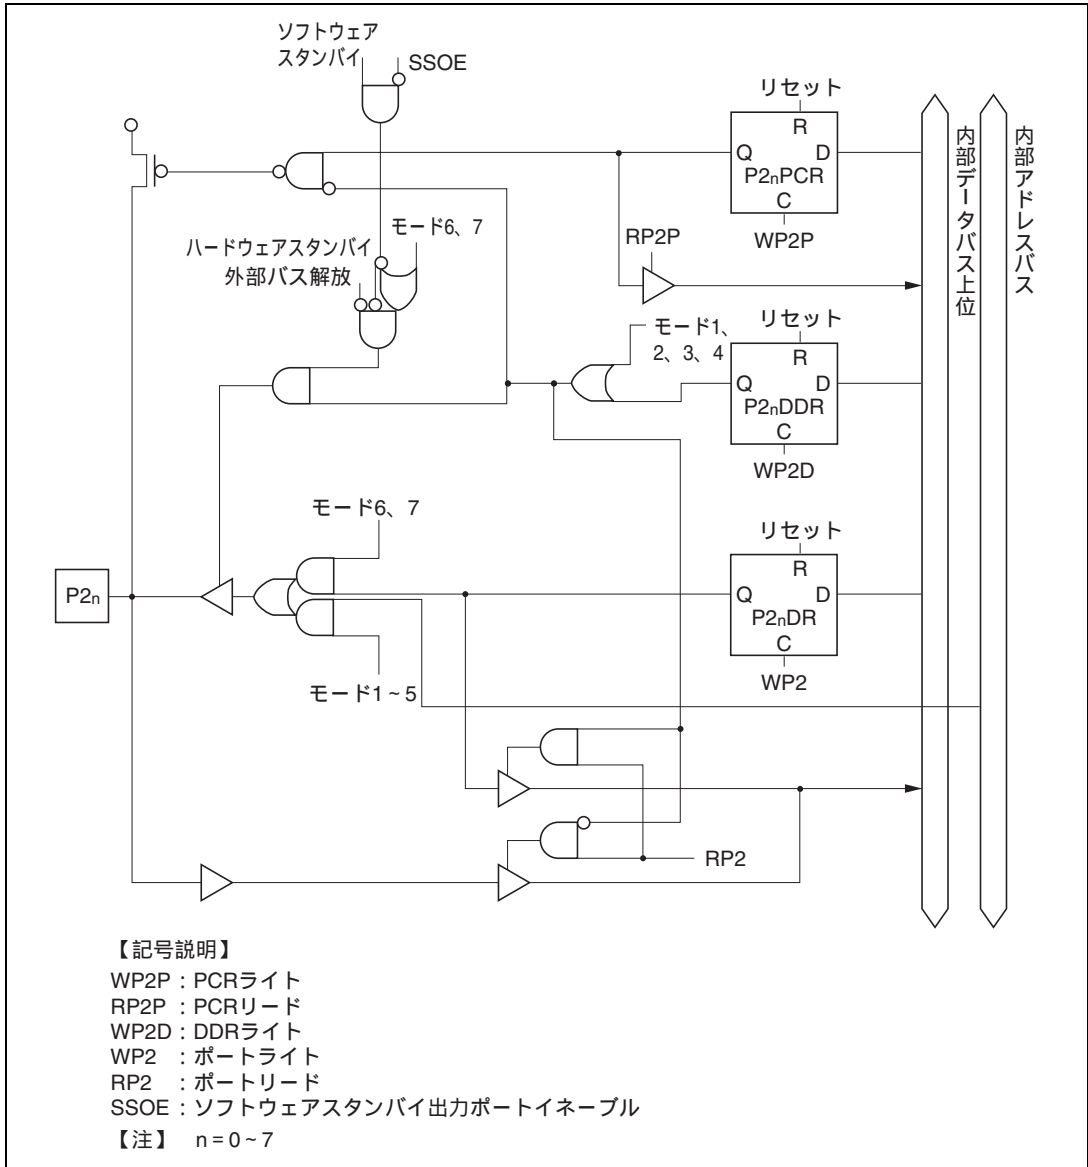 ソフトウェア
スタンバイ
SSOE
リセット
R
Q
D
P2nPCR
C
WP2P
内部データバス上位
内部アドレスバス
モード6、7
ハードウェアスタンバイ
外部バス解放
RP2P
モード1、
2、3、4
リセット
R
Q
D
P2nDDR
C
WP2D
モード6、7
リセット
R
Q
D
P2nDR
C
WP2
P2n
モード1~5
RP2
【記号説明】
WP2P : PCRライト
RP2P : PCRリード
WP2D : DDRライト
WP2 : ポートライト
RP2 : ポートリード
SSOE : ソフトウェアスタンバイ出力ポートイネーブル
【注】 n = 0 ~ 7